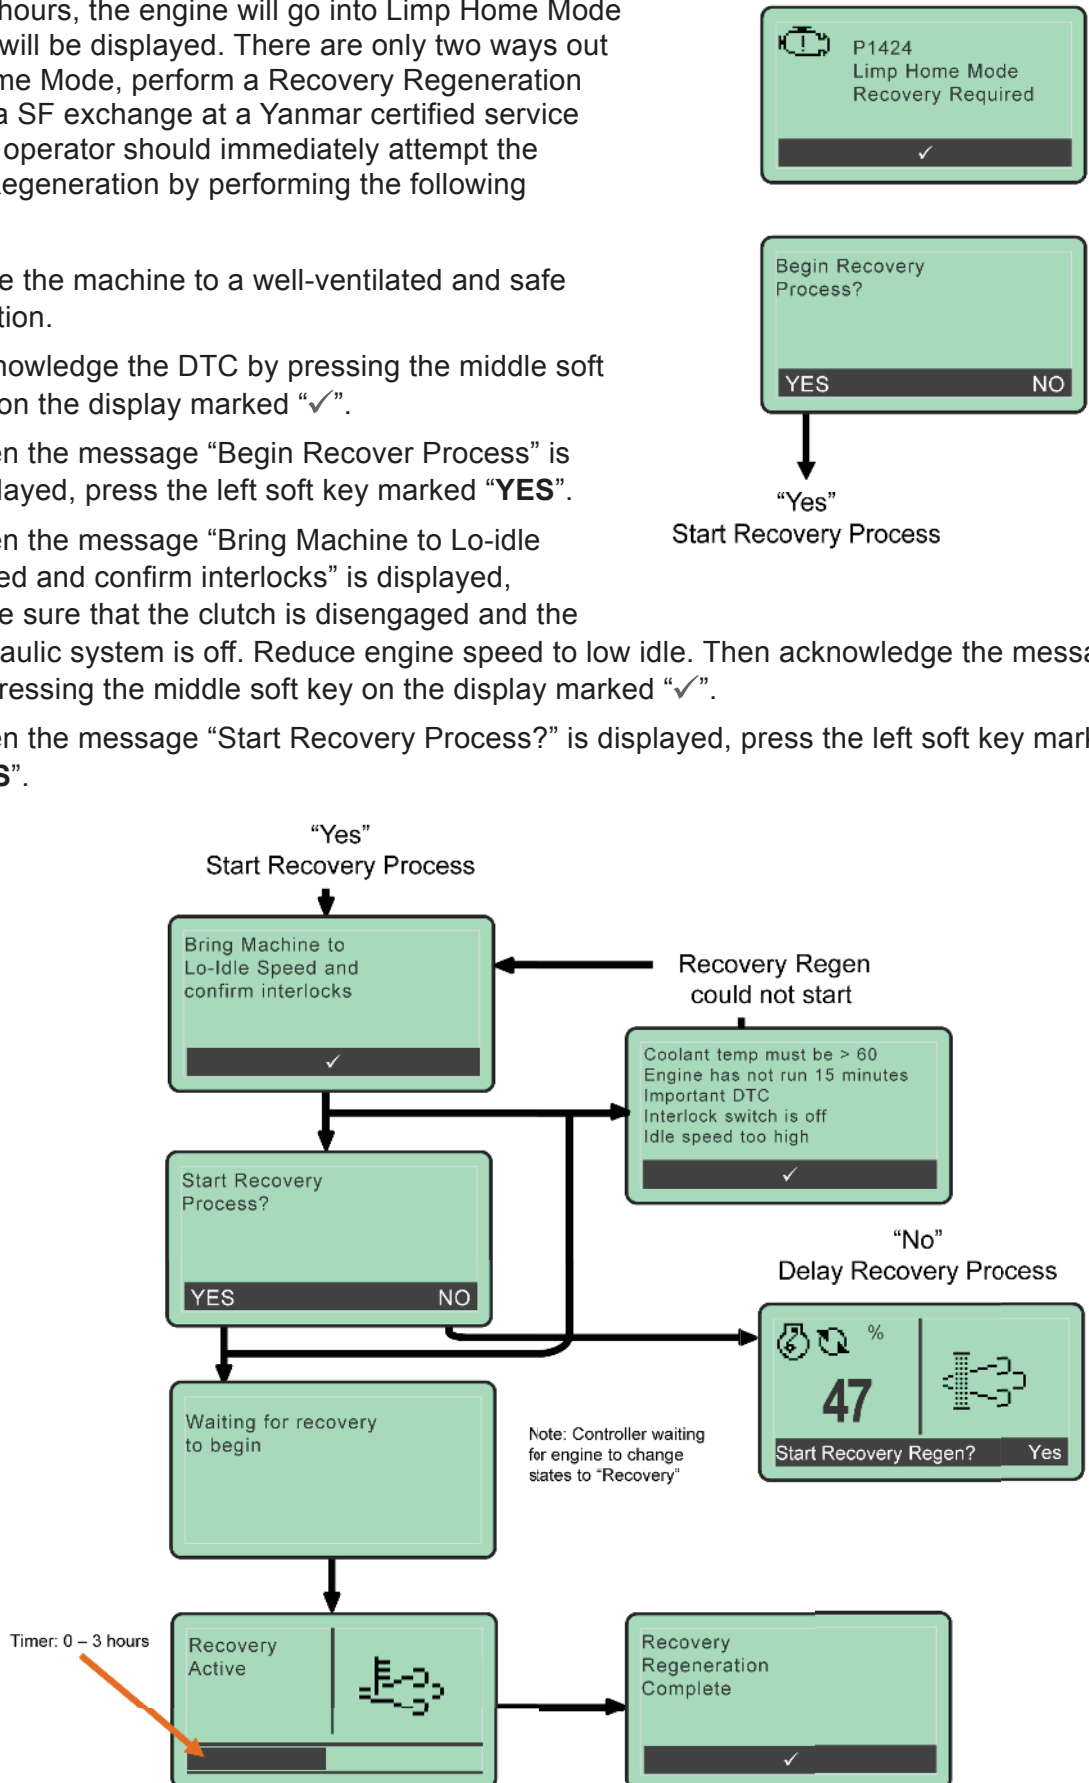 hours, the engine will go into Limp Home Mode
will be displayed. There are only two ways out
me Mode, perform a Recovery Regeneration
a SF exchange at a Yanmar certified service
operator should immediately attempt the
egeneration by performing the following
e the machine to a well-ventilated and safe
tion.
nowledge the DTC by pressing the middle soft
on the display marked “✓”.
en the message “Begin Recover Process” is
layed, press the left soft key marked “YES”.
en the message “Bring Machine to Lo-idle
ed and confirm interlocks” is displayed,
e sure that the clutch is disengaged and the
aulic system is off. Reduce engine speed to low idle. Then acknowledge the messa
ressing the middle soft key on the display marked “✓”.
en the message “Start Recovery Process?” is displayed, press the left soft key mark
S”.
P1424
Limp Home Mode
Recovery Required
✓
Begin Recovery
Process?
YES NO
“Yes”
Start Recovery Process
“Yes”
Start Recovery Process
Bring Machine to
Lo-Idle Speed and
confirm interlocks
✓
Recovery Regen
could not start
Coolant temp must be > 60
Engine has not run 15 minutes
Important DTC
Interlock switch is off
Idle speed too high
✓
Start Recovery
Process?
YES NO
“No”
Delay Recovery Process
%
47
Start Recovery Regen? Yes
Waiting for recovery
to begin
Note: Controller waiting
for engine to change
states to “Recovery”
Timer: 0 – 3 hours
Recovery
Active
Recovery
Regeneration
Complete
✓